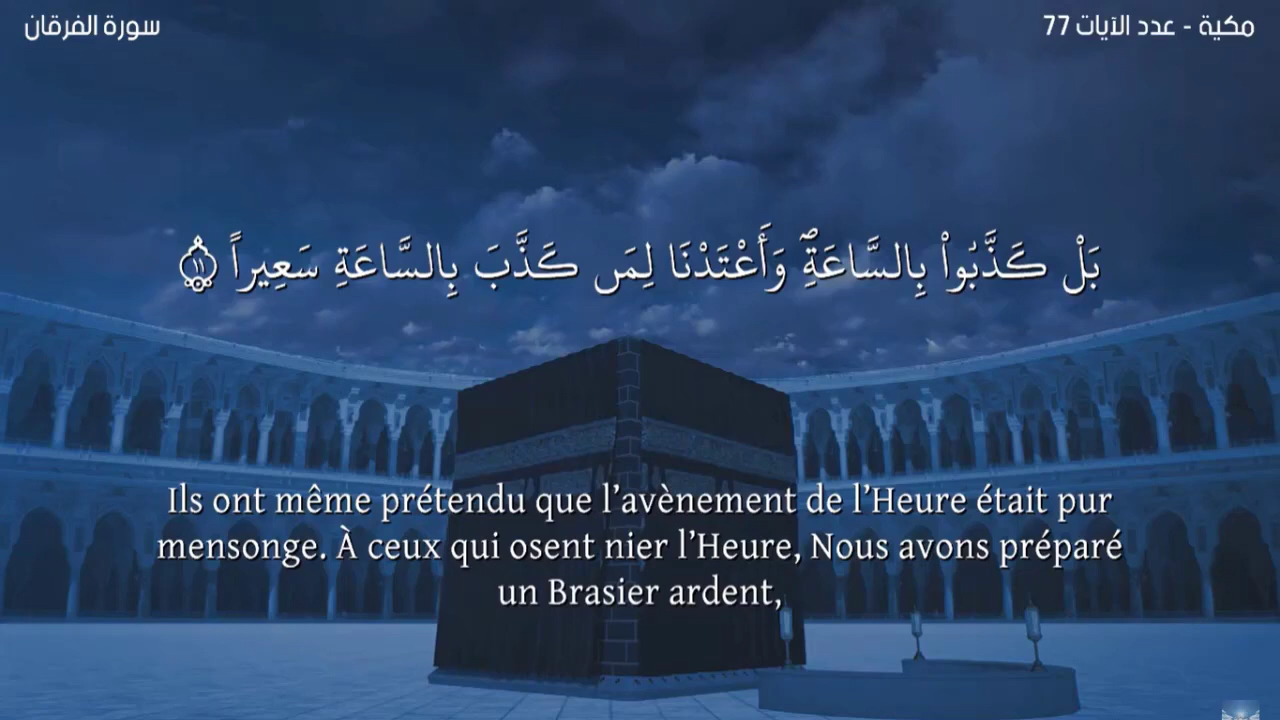 مكية - عدد الآيات 77
سورة الفرقان
بَلْ كَذَّبُواْ بِالسَّاعَةِۖ وَأَعْتَدْنَا لِمَن كَذَّبَ بِالسَّاعَةِ سَعِيراً ١١
Ils ont même prétendu que l’avènement de l’Heure était pur
mensonge. À ceux qui osent nier l’Heure, Nous avons préparé
un Brasier ardent,